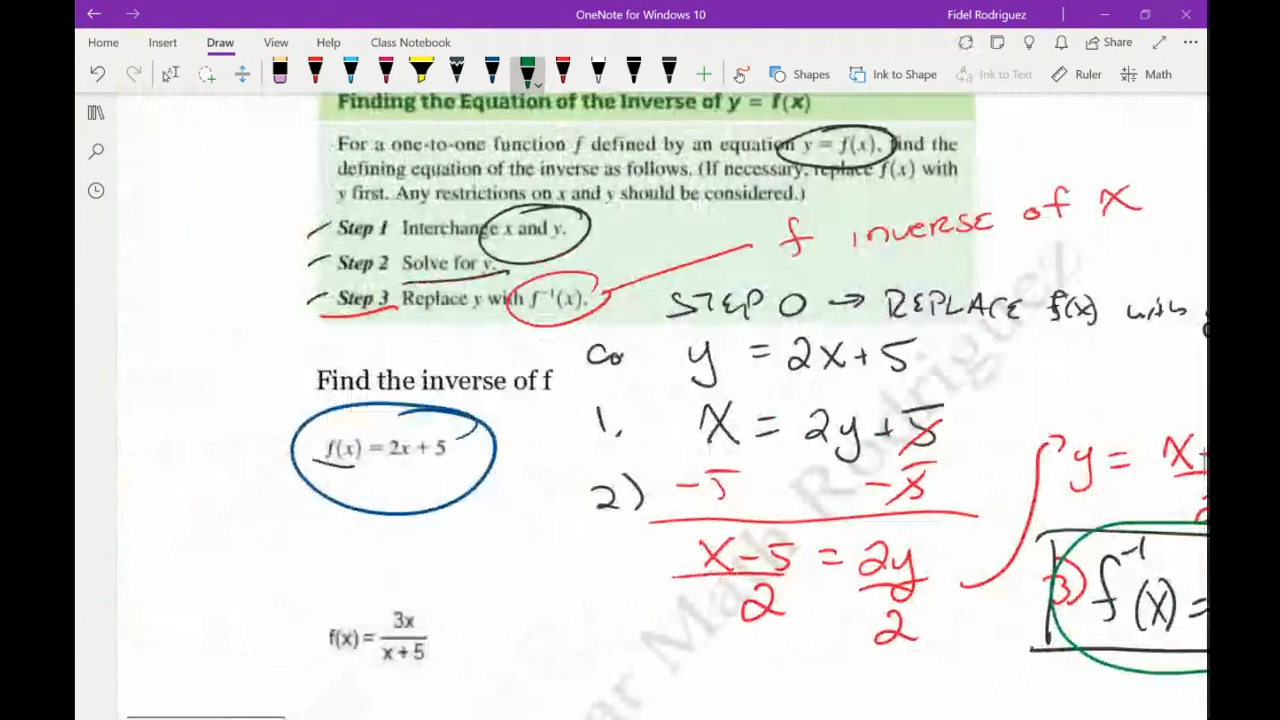 OneNote for Windows 10
Fidel Rodriguez
Home Insert Draw View Help Class Notebook
Share
Shapes Ink to Shape Ink to Text Ruler Math
Finding the Equation of the Inverse of y = f(x)
For a one-to-one function f defined by an equation y = f(x), find the
defining equation of the inverse as follows. (If necessary, replace f(x) with
y first. Any restrictions on x and y should be considered.)
Step 1 Interchange x and y.
Step 2 Solve for y.
Step 3 Replace y with f⁻¹(x).
f inverse of x
STEP 0 → REPLACE f(x) with
y = 2x + 5
Find the inverse of f
f(x) = 2x + 5
1. x = 2y + 5
2) -5 -5
x-5 = 2y
2 2
y = x
3) f⁻¹(x) =
f(x) = 3x
x + 5
ar Math Rodriguez